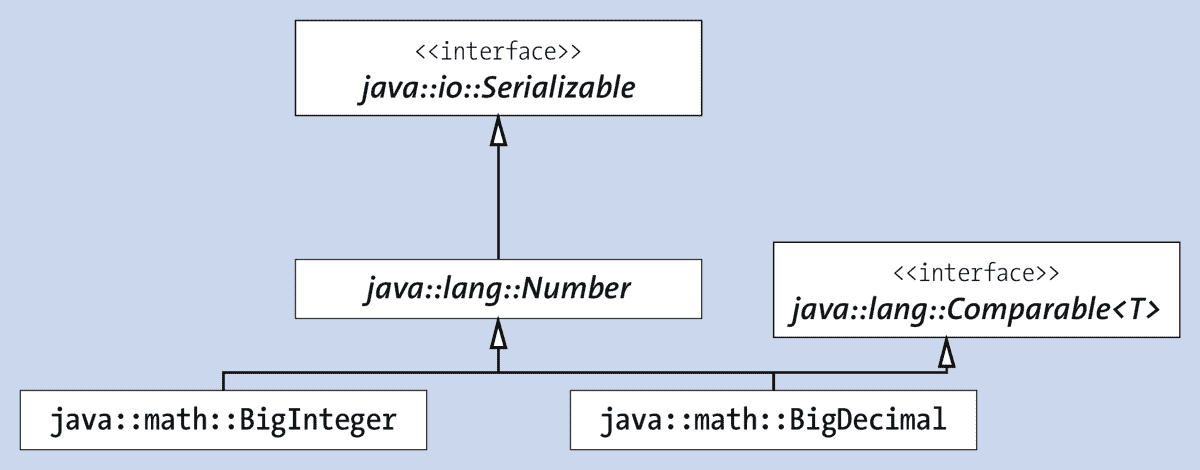 <<interface>>
java::io::Serializable
java::lang::Number
<<interface>>
java::lang::Comparable<T>
java::math::BigInteger
java::math::BigDecimal